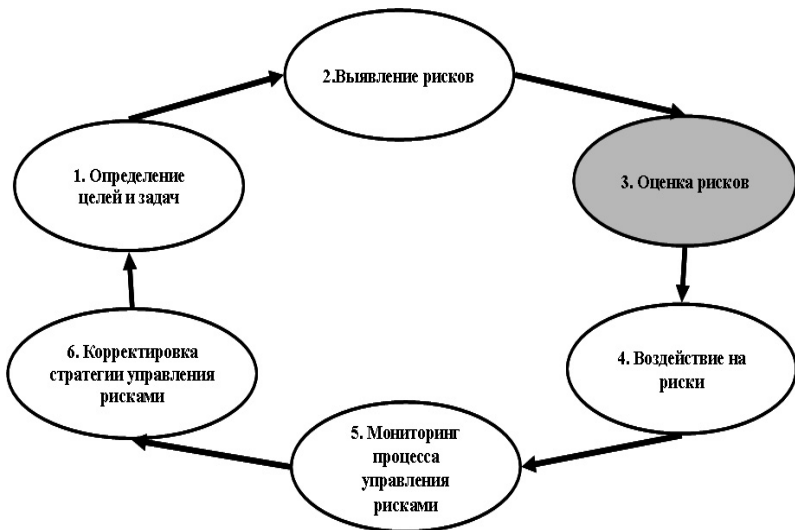 1. Определение
целей и задач
2.Выявление рисков
3. Оценка рисков
4. Воздействие на
риски
5. Мониторинг
процесса
управления
рисками
6. Корректировка
стратегии управления
рисками